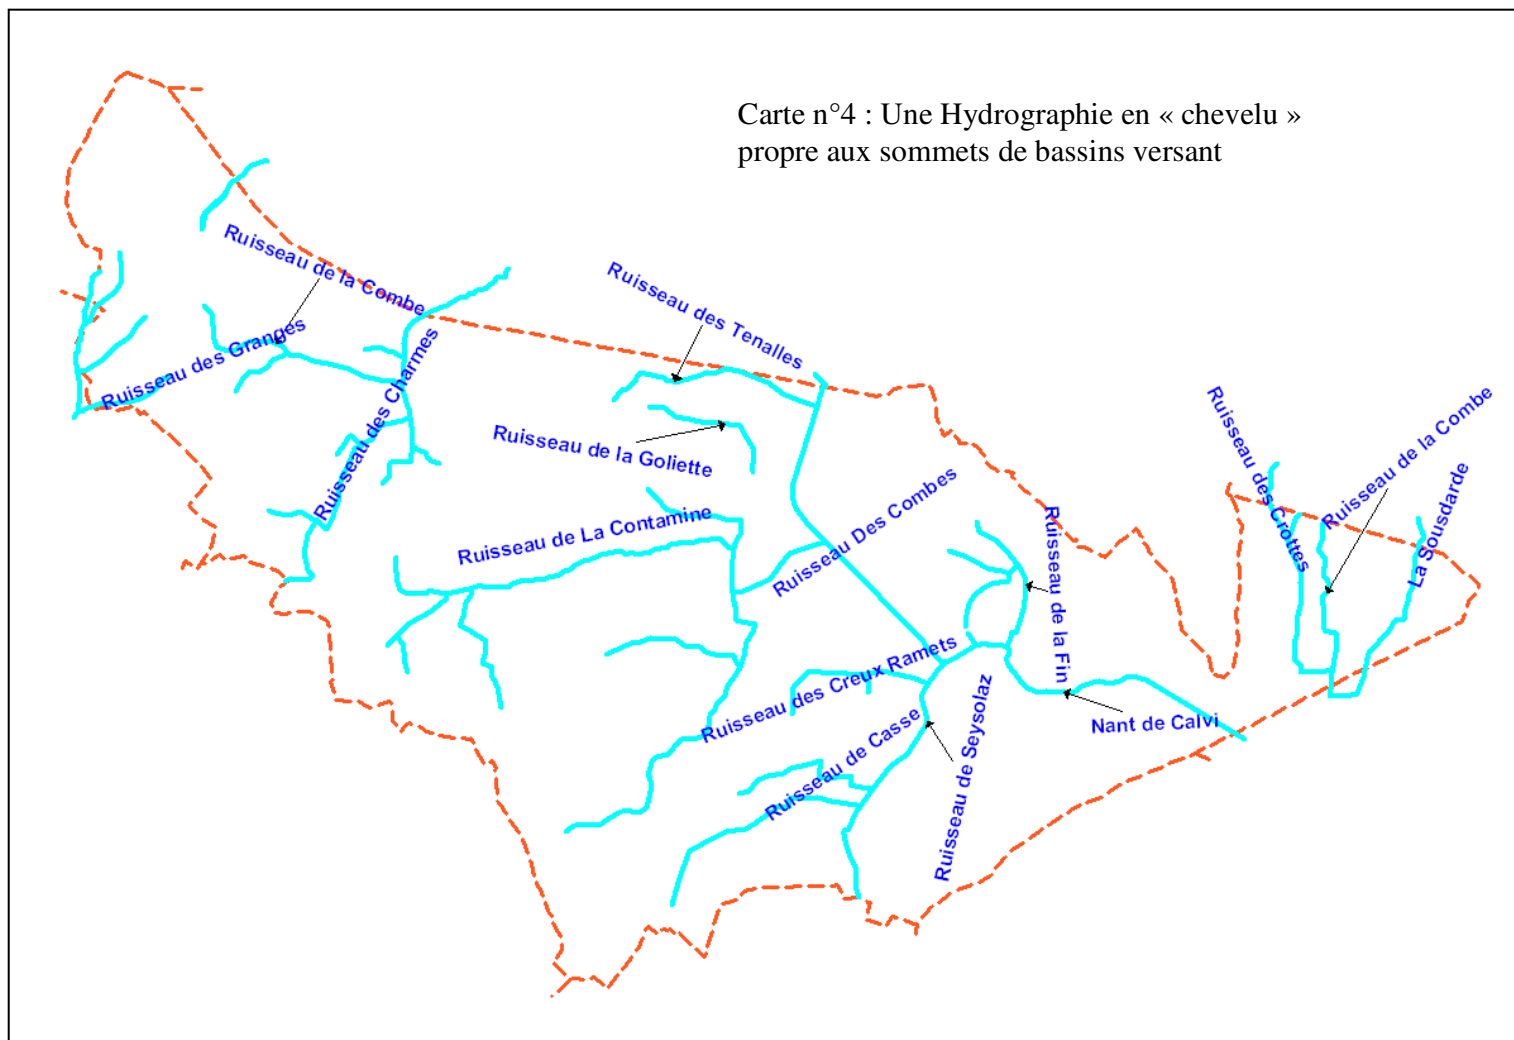 Carte n°4 : Une Hydrographie en « chevelu »
propre aux sommets de bassins versant
Ruisseau de la Combe
Ruisseau des Granges
Ruisseau des Charmes
Ruisseau des Tenalles
Ruisseau de la Goliette
Ruisseau de La Contamine
Ruisseau Des Combes
Ruisseau de la Fin
Ruisseau des Crottes
Ruisseau de la Combe
La Sousdarde
Ruisseau des Creux Ramets
Ruisseau de Casse
Ruisseau de Seysolaz
Nant de Calvi